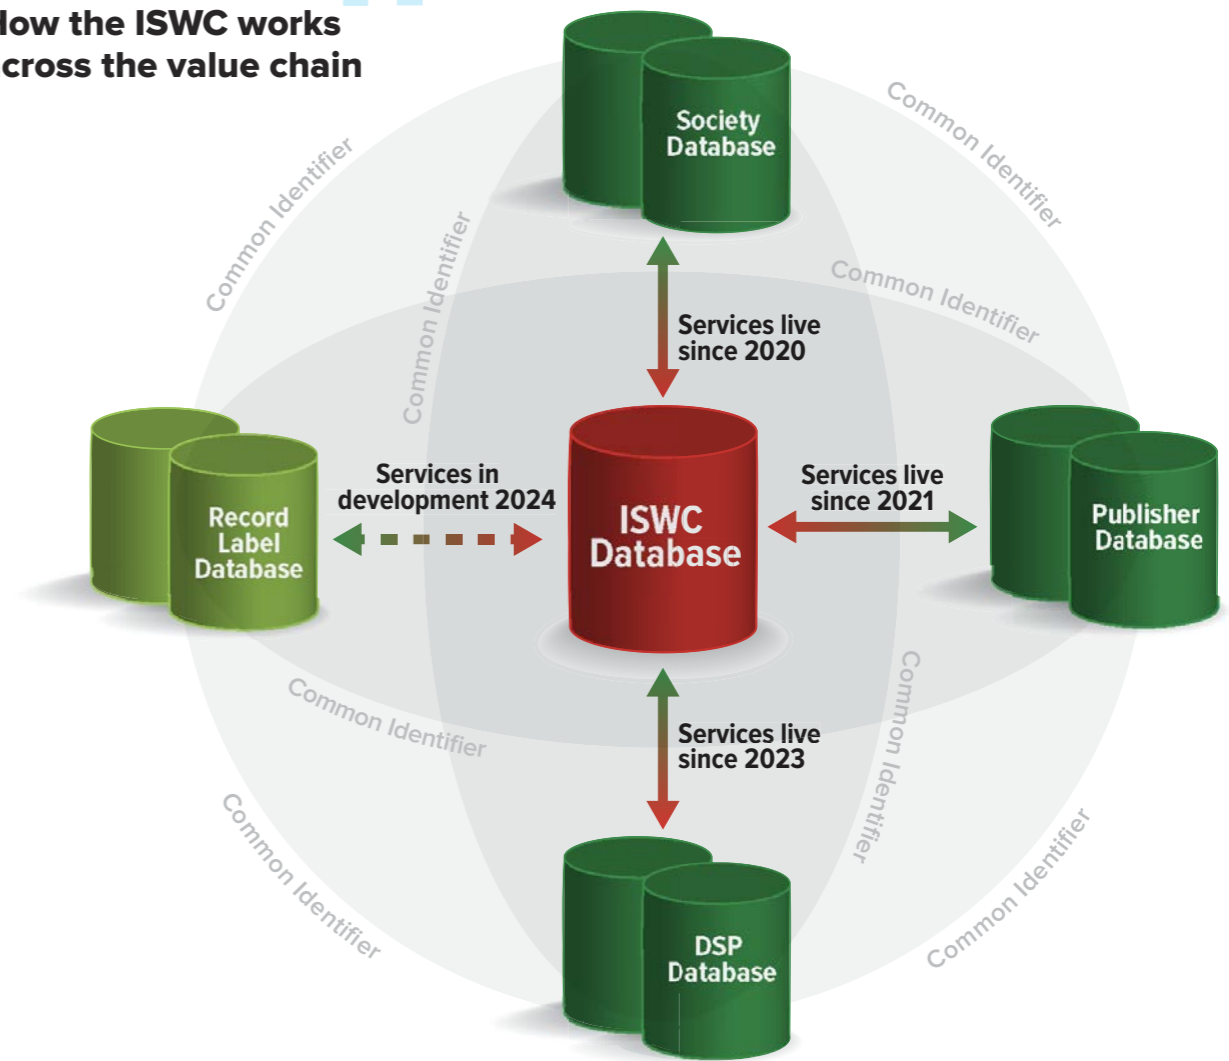 How the ISWC works
across the value chain
Common Identifier
Common Identifier
Common Identifier
Common Identifier
Society
Database
Services live
since 2020
Record
Label
Database
Services in
development 2024
ISWC
Database
Services live
since 2021
Publisher
Database
Common Identifier
Common Identifier
Services live
since 2023
Common Identifier
Common Identifier
DSP
Database